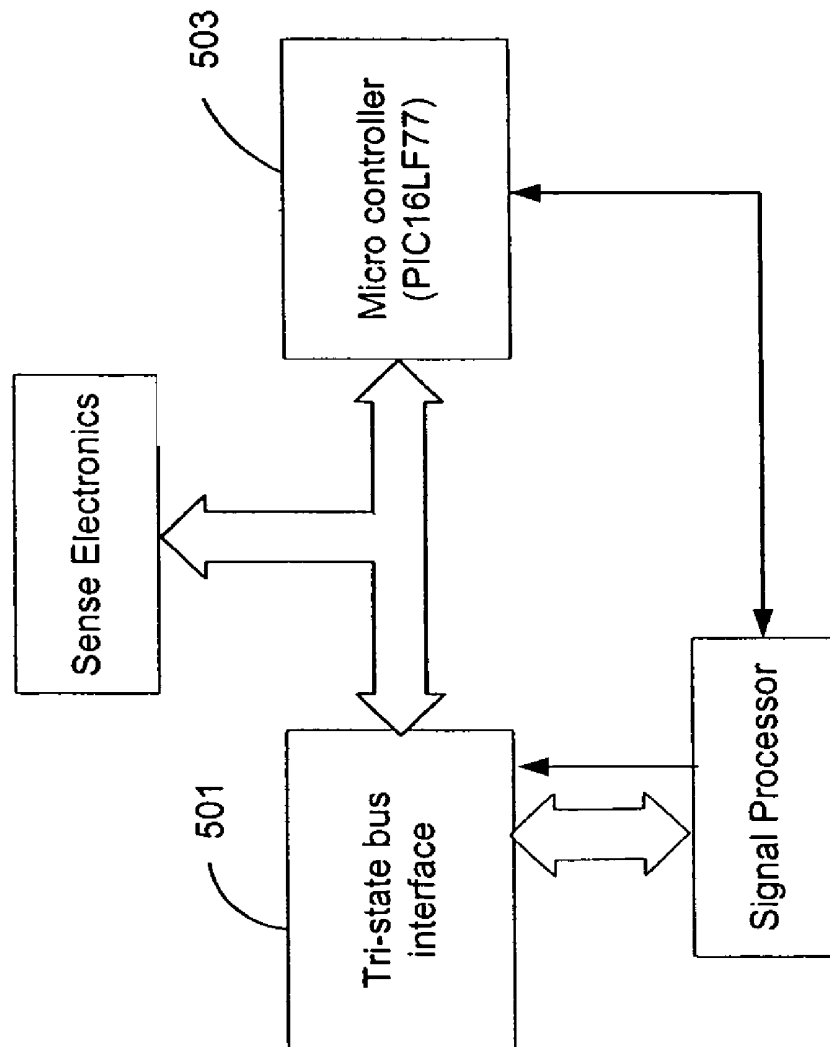 503
Micro controller
(PIC16LF77)
Sense Electronics
501
Tri-state bus
interface
Signal Processor